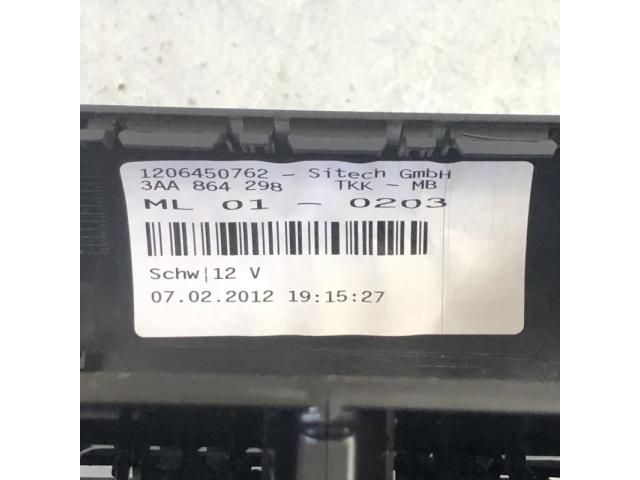 1206450762 - Sitech GmbH
3AA 864 298 TKK - MB
ML 01 - 0203
Schw|12 V
07.02.2012 19:15:27